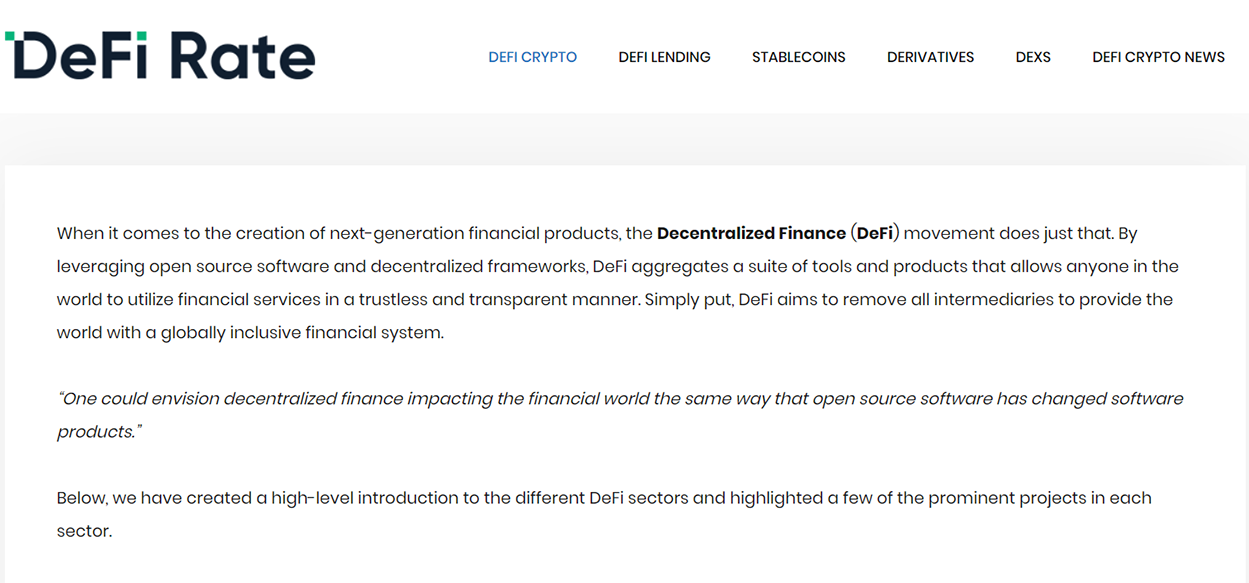 DeFi Rate
DEFI CRYPTO DEFI LENDING STABLECOINS DERIVATIVES DEXS DEFI CRYPTO NEWS
When it comes to the creation of next-generation financial products, the Decentralized Finance (DeFi) movement does just that. By
leveraging open source software and decentralized frameworks, DeFi aggregates a suite of tools and products that allows anyone in the
world to utilize financial services in a trustless and transparent manner. Simply put, DeFi aims to remove all intermediaries to provide the
world with a globally inclusive financial system.
“One could envision decentralized finance impacting the financial world the same way that open source software has changed software
products.”
Below, we have created a high-level introduction to the different DeFi sectors and highlighted a few of the prominent projects in each
sector.